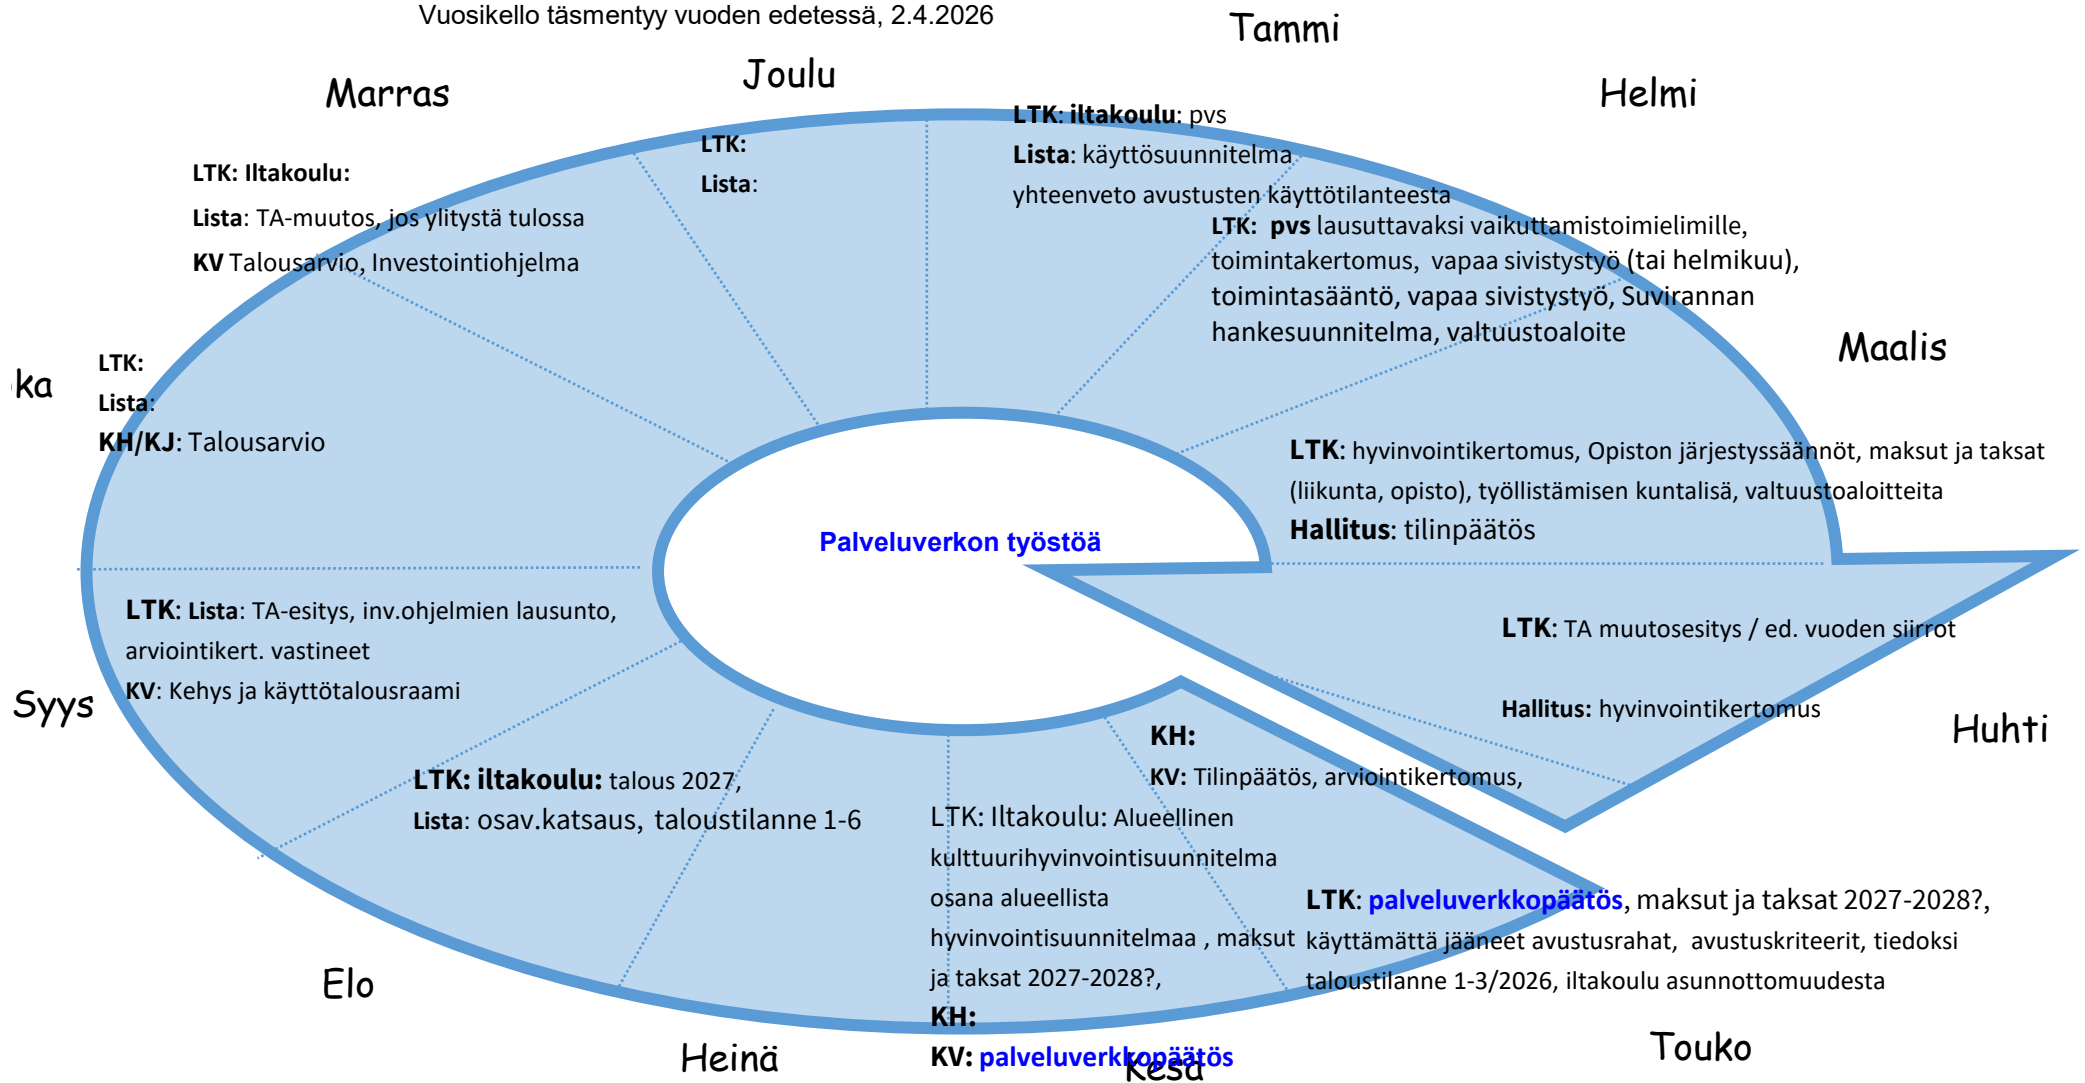 Vuosikello täsmentyy vuoden edetessä, 2.4.2026
Tammi
LTK: iltakoulu: pvs
Lista: käyttösuunnitelma
yhteenveto avustusten käyttötilanteesta
Helmi
LTK: pvs lausuttavaksi vaikuttamistoimielimille,
toimintakertomus, vapaa sivistystyö (tai helmikuu),
toimintasääntö, vapaa sivistystyö, Suvirannan
hankesuunnitelma, valtuustoaloite
Maalis
LTK: hyvinvointikertomus, Opiston järjestyssäännöt, maksut ja taksat
(liikunta, opisto), työllistämisen kuntalisä, valtuustoaloitteita
Hallitus: tilinpäätös
Huhti
LTK: TA muutosesitys / ed. vuoden siirrot
Hallitus: hyvinvointikertomus
Touko
KH:
KV: Tilinpäätös, arviointikertomus,
LTK: palveluverkkopäätös, maksut ja taksat 2027-2028?,
käyttämättä jääneet avustusrahat, avustuskriteerit, tiedoksi
taloustilanne 1-3/2026, iltakoulu asunnottomuudesta
Kesä
LTK: Iltakoulu: Alueellinen
kulttuurihyvinvointisuunnitelma
osana alueellista
hyvinvointisuunnitelmaa , maksut
ja taksat 2027-2028?,
KH:
KV: palveluverkkopäätös
Heinä
Elo
LTK: iltakoulu: talous 2027,
Lista: osav.katsaus, taloustilanne 1-6
Syys
LTK: Lista: TA-esitys, inv.ohjelmien lausunto,
arviointikert. vastineet
KV: Kehys ja käyttötalousraami
ka
LTK:
Lista:
KH/KJ: Talousarvio
Marras
LTK: Iltakoulu:
Lista: TA-muutos, jos ylitystä tulossa
KV Talousarvio, Investointiohjelma
Joulu
LTK:
Lista:
Palveluverkon työstöä